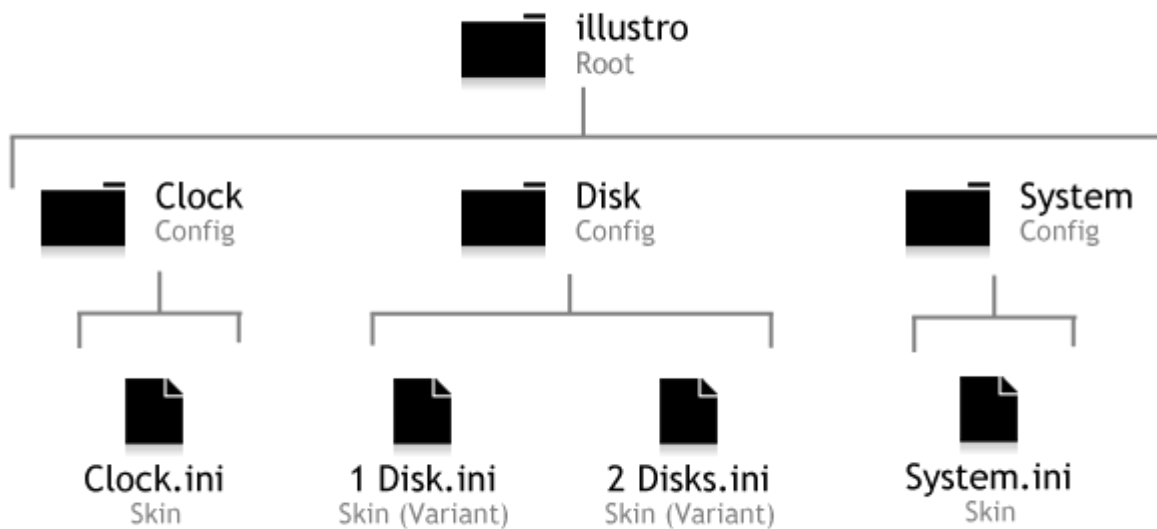 illustro
Root
Clock
Config
Disk
Config
System
Config
Clock.ini
Skin
1 Disk.ini
Skin (Variant)
2 Disks.ini
Skin (Variant)
System.ini
Skin